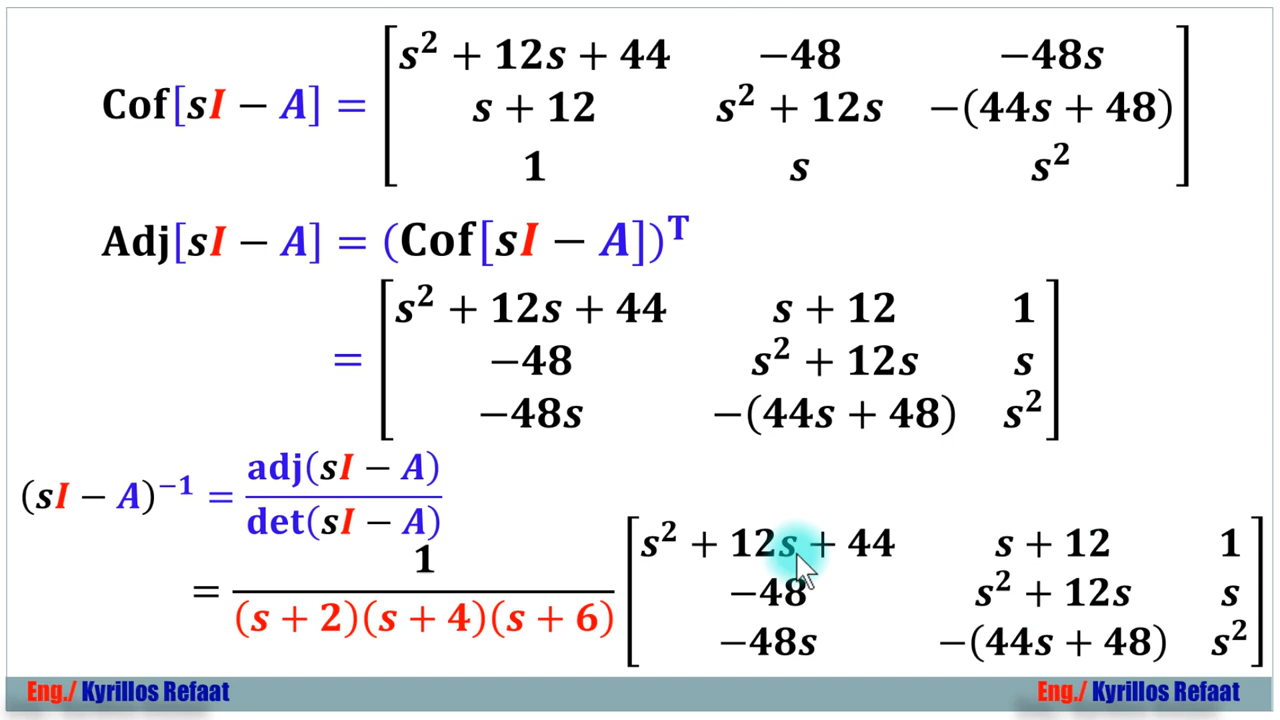 Cof[sI − A] = [ s² + 12s + 44   −48   −48s
s + 12   s² + 12s   −(44s + 48)
1   s   s² ]
Adj[sI − A] = (Cof[sI − A])ᵀ
= [ s² + 12s + 44   s + 12   1
−48   s² + 12s   s
−48s   −(44s + 48)   s² ]
(sI − A)⁻¹ = adj(sI − A) / det(sI − A)
= 1 / (s + 2)(s + 4)(s + 6) [ s² + 12s + 44   s + 12   1
−48   s² + 12s   s
−48s   −(44s + 48)   s² ]
Eng./ Kyrillos Refaat   Eng./ Kyrillos Refaat